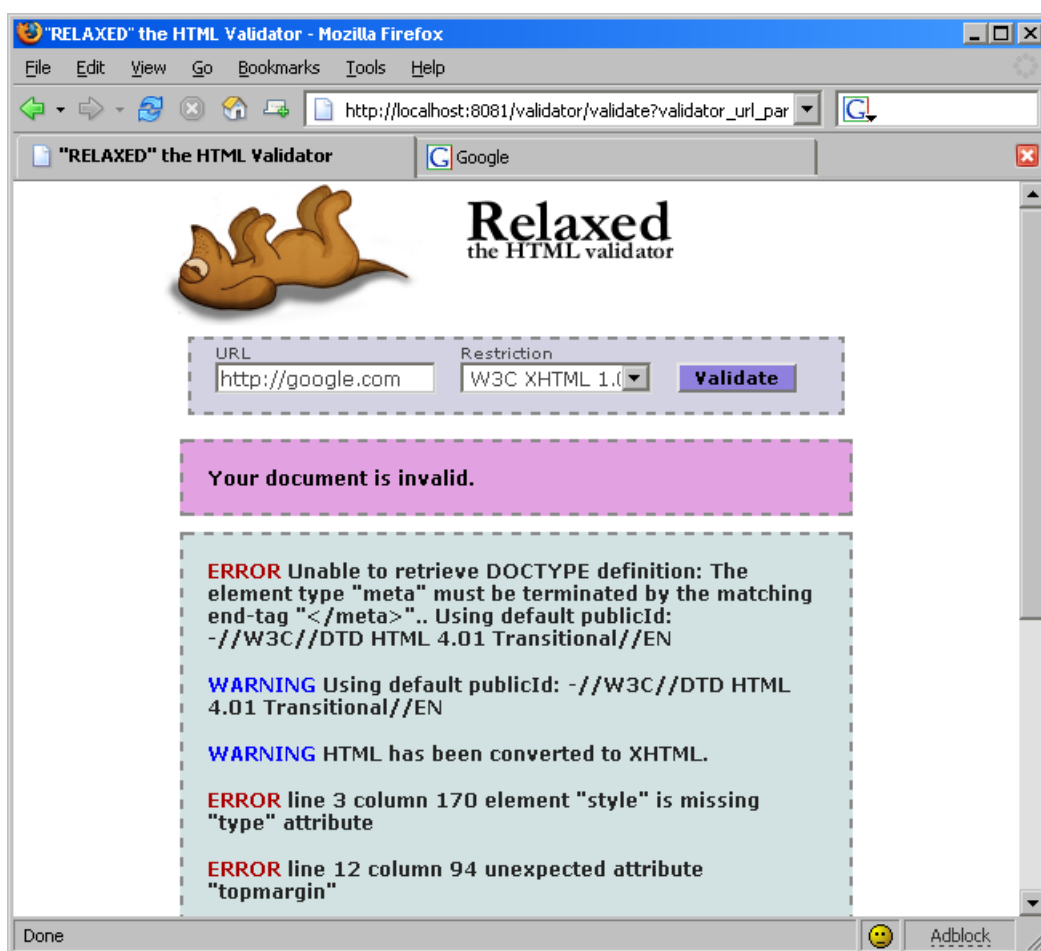 "RELAXED" the HTML Validator - Mozilla Firefox
File Edit View Go Bookmarks Tools Help
http://localhost:8081/validator/validate?validator_url_par G
"RELAXED" the HTML Validator G Google
Relaxed
the HTML validator
URL Restriction
http://google.com W3C XHTML 1.0 Validate
Your document is invalid.
ERROR Unable to retrieve DOCTYPE definition: The
element type "meta" must be terminated by the matching
end-tag "</meta>".. Using default publicId:
-//W3C//DTD HTML 4.01 Transitional//EN
WARNING Using default publicId: -//W3C//DTD HTML
4.01 Transitional//EN
WARNING HTML has been converted to XHTML.
ERROR line 3 column 170 element "style" is missing
"type" attribute
ERROR line 12 column 94 unexpected attribute
"topmargin"
Done Adblock